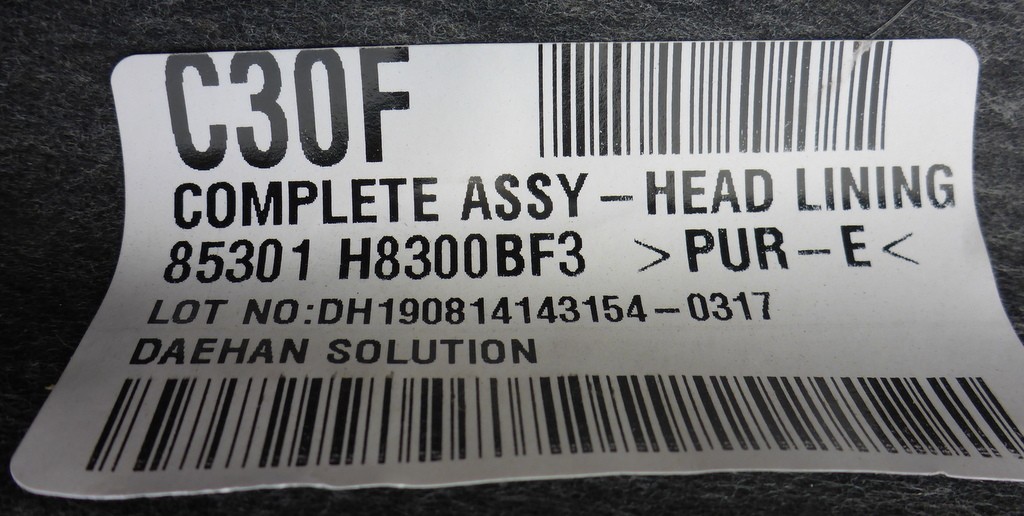 C30F
COMPLETE ASSY-HEAD LINING
85301 H8300BF3 >PUR-E<
LOT NO:DH190814143154-0317
DAEHAN SOLUTION